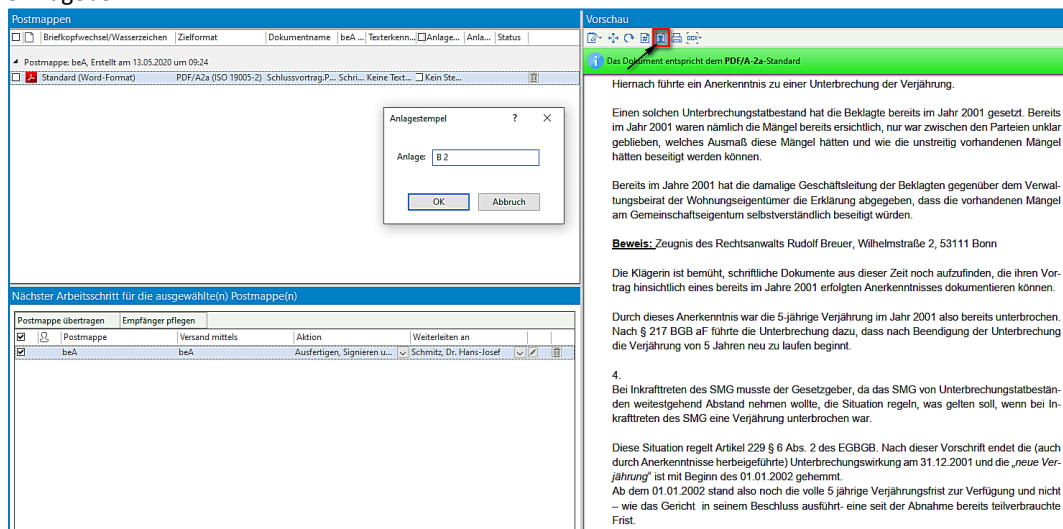 Postmappen
Briefkopfwechsel/Wasserzeichen Zielformat Dokumentname beA ... Texterkenn... Anlage... Anla... Status
Postmappe: beA, Erstellt am 13.05.2020 um 09:24
Standard (Word-Format) PDF/A2a (ISO 19005-2) Schlussvortrag.P... Schri... Keine Text... Kein Ste...
Anlagestempel ? ×
Anlage: B 2
OK Abbruch
Nächster Arbeitsschritt für die ausgewählte(n) Postmappe(n)
Postmappe übertragen Empfänger pflegen
Postmappe Versand mittels Aktion Weiterleiten an
beA beA Ausfertigen, Signieren u... Schmitz, Dr. Hans-Josef
Vorschau
Das Dokument entspricht dem PDF/A-2a-Standard
Hiernach führte ein Anerkenntnis zu einer Unterbrechung der Verjährung.
Einen solchen Unterbrechungstatbestand hat die Beklagte bereits im Jahr 2001 gesetzt. Bereits
im Jahr 2001 waren nämlich die Mängel bereits ersichtlich, nur war zwischen den Parteien unklar
geblieben, welches Ausmaß diese Mängel hätten und wie die unstreitig vorhandenen Mängel
hätten beseitigt werden können.
Bereits im Jahre 2001 hat die damalige Geschäftsleitung der Beklagten gegenüber dem Verwal-
tungsbeirat der Wohnungseigentümer die Erklärung abgegeben, dass die vorhandenen Mängel
am Gemeinschaftseigentum selbstverständlich beseitigt würden.
Beweis: Zeugnis des Rechtsanwalts Rudolf Breuer, Wilhelmstraße 2, 53111 Bonn
Die Klägerin ist bemüht, schriftliche Dokumente aus dieser Zeit noch aufzufinden, die ihren Vor-
trag hinsichtlich eines bereits im Jahre 2001 erfolgten Anerkenntnisses dokumentieren können.
Durch dieses Anerkenntnis war die 5-jährige Verjährung im Jahr 2001 also bereits unterbrochen.
Nach § 217 BGB aF führte die Unterbrechung dazu, dass nach Beendigung der Unterbrechung
die Verjährung von 5 Jahren neu zu laufen beginnt.
4.
Bei Inkrafttreten des SMG musste der Gesetzgeber, da das SMG von Unterbrechungstatbestän-
den weitestgehend Abstand nehmen wollte, die Situation regeln, was gelten soll, wenn bei In-
krafttreten des SMG eine Verjährung unterbrochen war.
Diese Situation regelt Artikel 229 § 6 Abs. 2 des EGBGB. Nach dieser Vorschrift endet die (auch
durch Anerkenntnisse herbeigeführte) Unterbrechungswirkung am 31.12.2001 und die „neue Ver-
jährung" ist mit Beginn des 01.01.2002 gehemmt.
Ab dem 01.01.2002 stand also noch die volle 5 jährige Verjährungsfrist zur Verfügung und nicht
– wie das Gericht in seinem Beschluss ausführt- eine seit der Abnahme bereits teilverbrauchte
Frist.